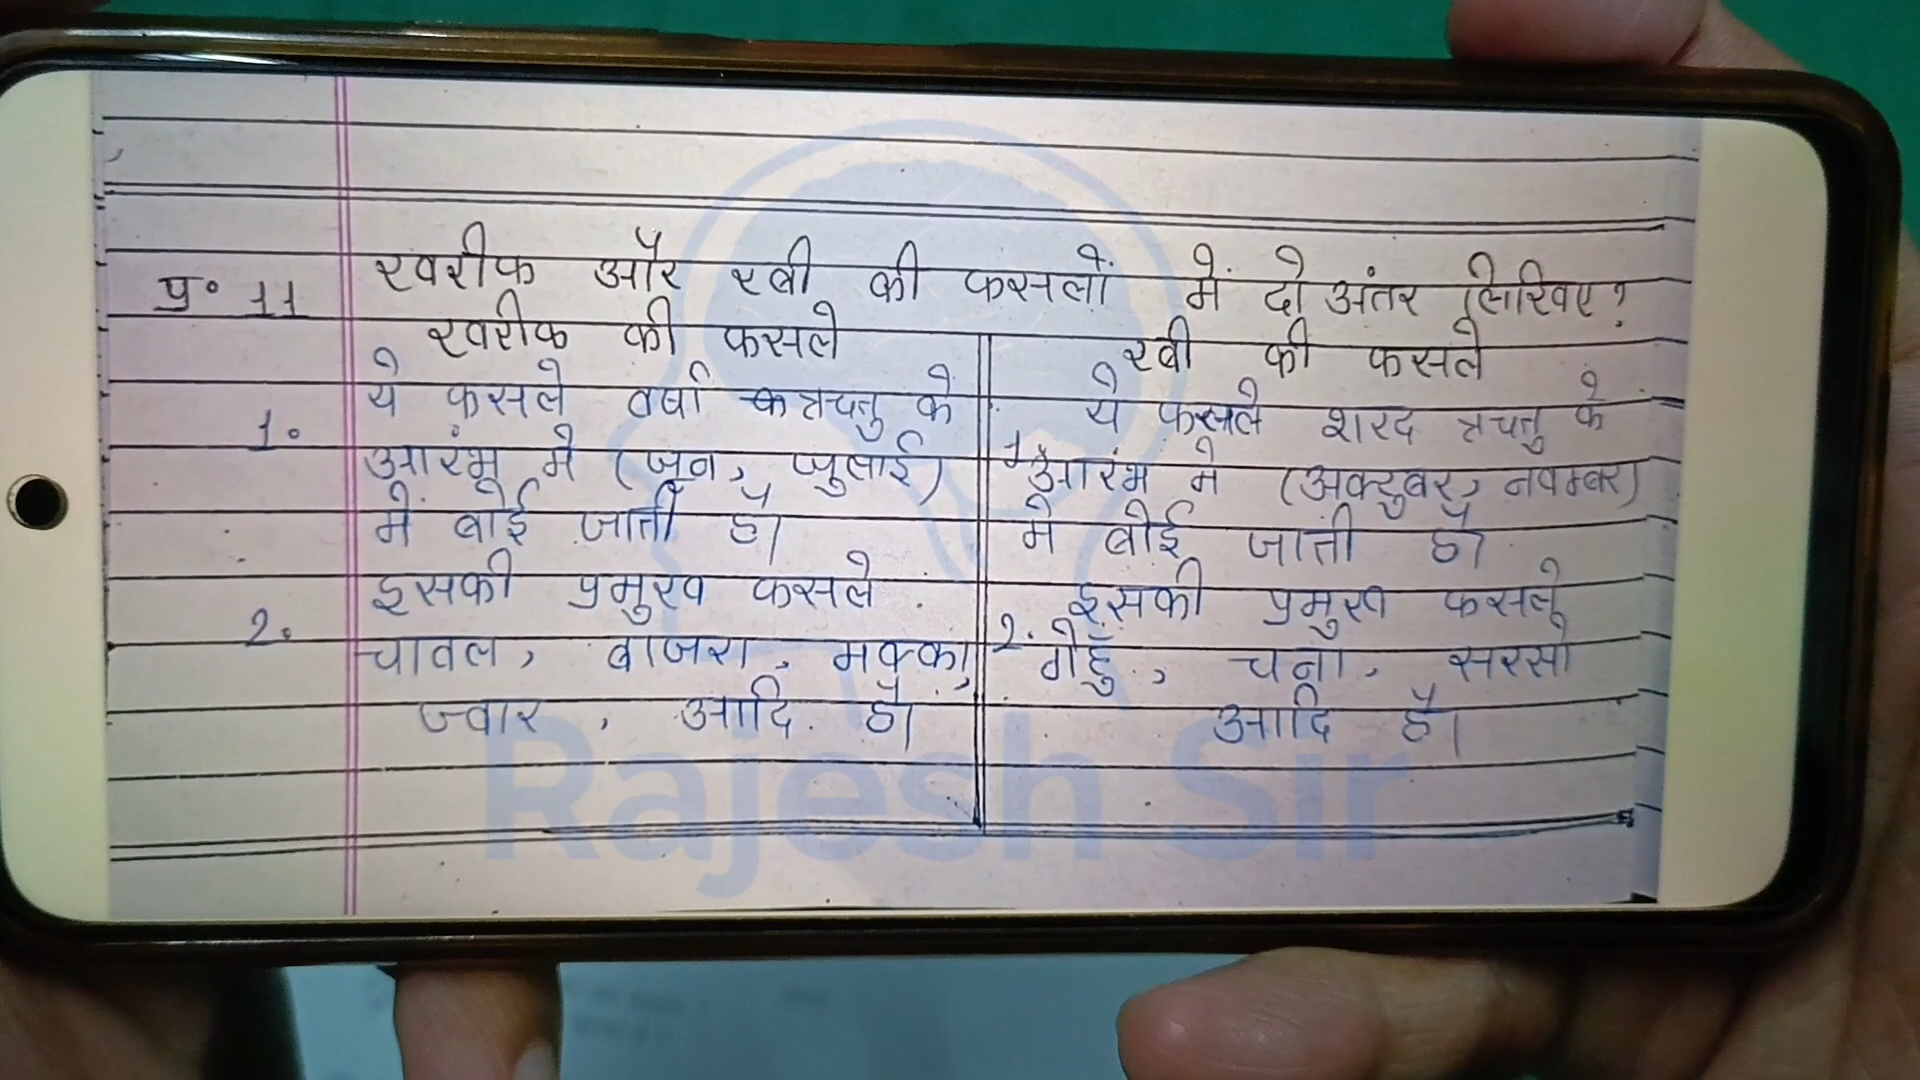 प्र० 11 खरीफ और रबी की फसलों में दो अंतर लिखिए?
खरीफ की फसले
रबी की फसले
1. ये फसले वर्षा ऋतु के
आरंभ मे (जून, जुलाई)
में बोई जाती है।
2. इसकी प्रमुख फसले
चावल, बाजरा, मक्का,
ज्वार, आदि है।
1. ये फसले शरद ऋतु के
आरंभ मे (अक्टुबर, नवम्बर)
मे बोई जाती है।
2. इसकी प्रमुख फसले
गेहूँ, चना, सरसो
आदि है।
Rajesh Sir